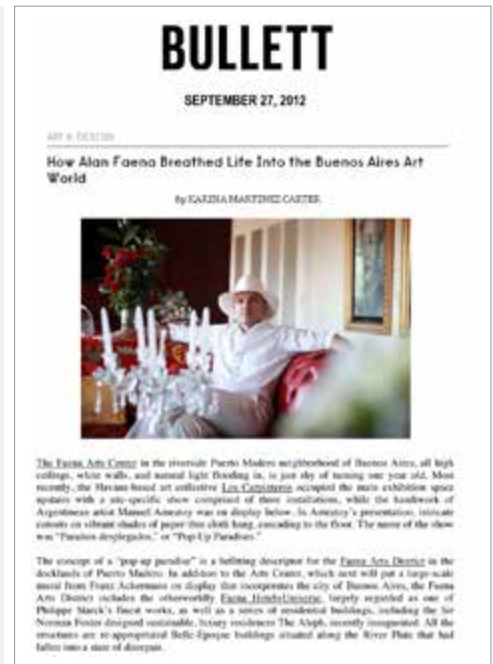 BULLETT
SEPTEMBER 27, 2012
ART & DESIGN
How Alan Faena Breathed Life Into the Buenos Aires Art
World
By KARINA MARTINEZ CARTER
The Faena Arts Center in the riverside Puerto Madero neighborhood of Buenos Aires, all high
ceilings, white walls, and natural light flooding in, is just shy of turning one year old. Most
recently, the Havana-based art collective Los Carpinteros occupied the main exhibition space
upstairs with a site-specific show comprised of three installations, while the handiwork of
Argentinean artist Manuel Ameztoy was on display below. In Ameztoy's presentation, intricate
cutouts on vibrant shades of paper-thin cloth hang, cascading to the floor. The name of the show
was "Paraísos desplegados," or "Pop-Up Paradises."
The concept of a "pop-up paradise" is a befitting descriptor for the Faena Arts District in the
docklands of Puerto Madero. In addition to the Arts Center, which next will put a large-scale
mural from Franz Ackermann on display that incorporates the city of Buenos Aires, the Faena
Arts District includes the otherworldly Faena Hotel+Universe, largely regarded as one of
Philippe Starck's finest works, as well as a series of residential buildings, including the Sir
Norman Foster designed sustainable, luxury residences The Aleph, recently inaugurated. All the
structures are re-appropriated Belle-Epoque buildings situated along the River Plate that had
fallen into a state of disrepair.